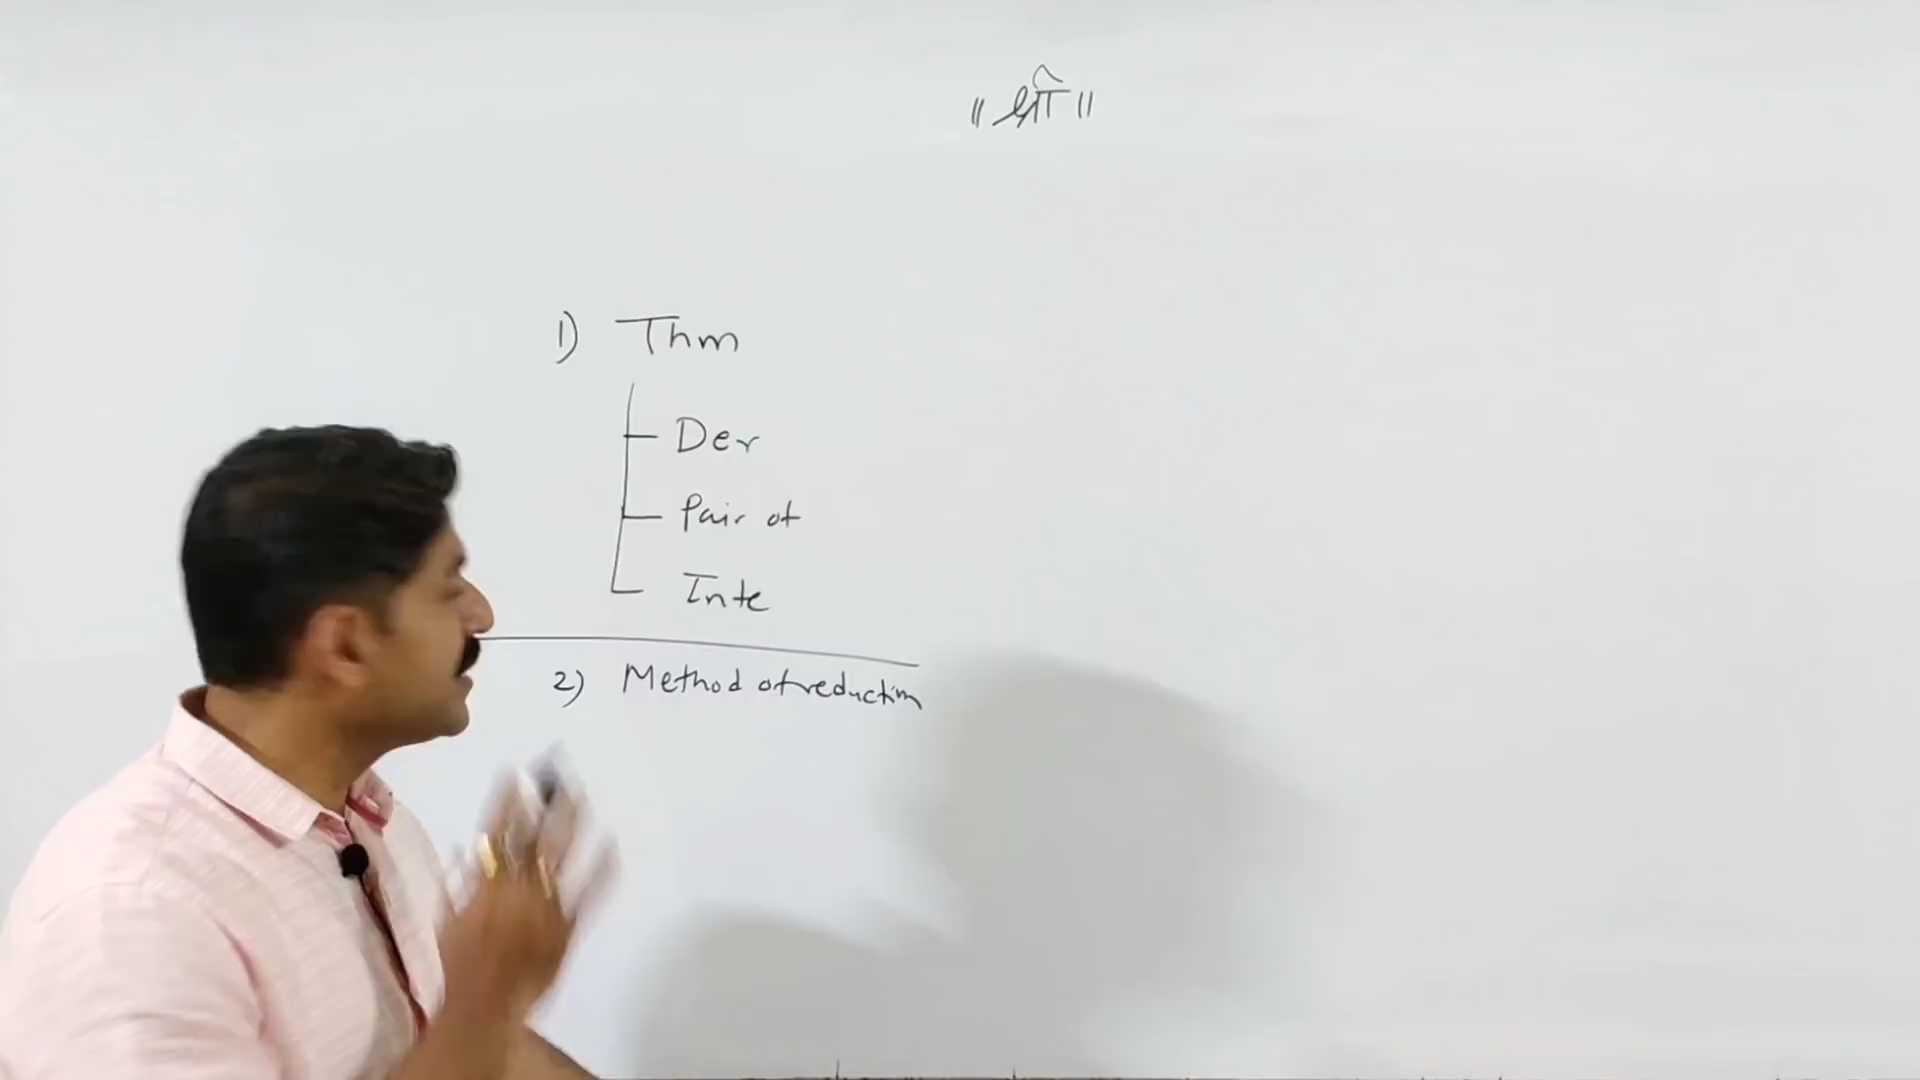 ॥ श्री ॥
1) Thm
Der
Pair of
Inte
2) Method of reduction